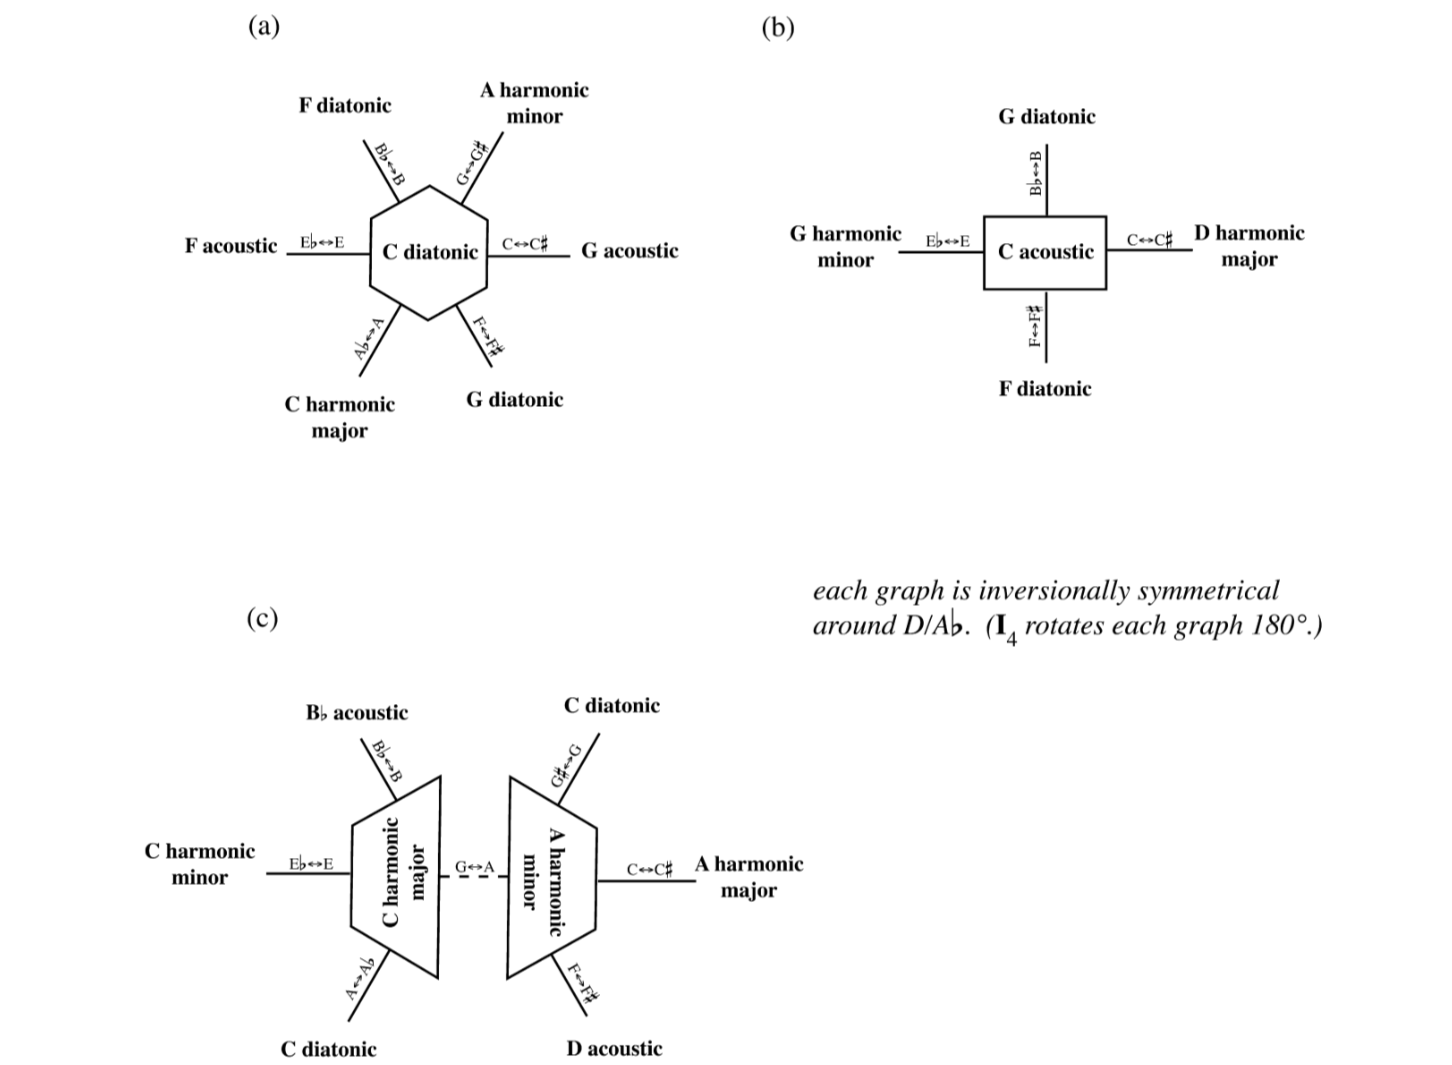 (a)
F diatonic
A harmonic
minor
B♭↔B
G↔G♯
F acoustic
E♭↔E
C diatonic
C↔C♯
G acoustic
A♭↔A
F↔F♯
C harmonic
major
G diatonic
(b)
G diatonic
B♭↔B
G harmonic
minor
E♭↔E
C acoustic
C↔C♯
D harmonic
major
F↔F♯
F diatonic
each graph is inversionally symmetrical
around D/A♭. (I₄ rotates each graph 180°.)
(c)
B♭ acoustic
C diatonic
B♭↔B
G♯↔G
C harmonic
minor
E♭↔E
C harmonic
major
G↔A
A harmonic
minor
C↔C♯
A harmonic
major
A↔A♭
F↔F♯
C diatonic
D acoustic